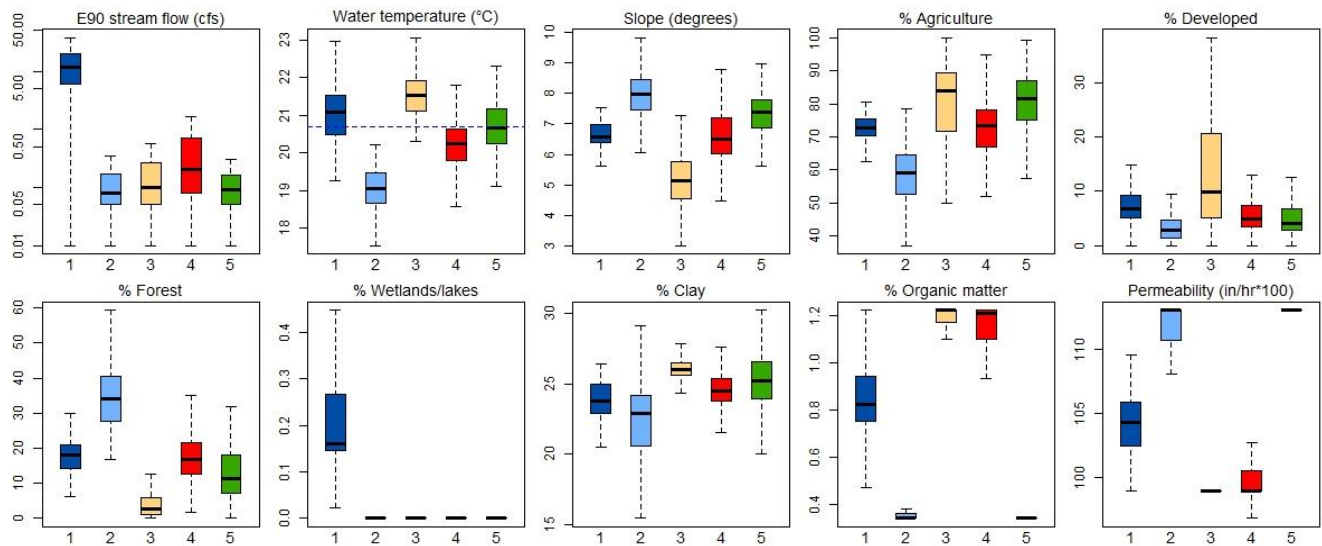 E90 stream flow (cfs)
50.00
5.00
0.50
0.05
0.01
1 2 3 4 5
Water temperature (°C)
23
22
21
20
19
18
1 2 3 4 5
Slope (degrees)
10
9
8
7
6
5
4
3
1 2 3 4 5
% Agriculture
100
90
80
70
60
50
40
1 2 3 4 5
% Developed
30
20
10
0
1 2 3 4 5
% Forest
60
50
40
30
20
10
0
1 2 3 4 5
% Wetlands/lakes
0.4
0.3
0.2
0.1
0.0
1 2 3 4 5
% Clay
30
25
20
15
1 2 3 4 5
% Organic matter
1.2
1.0
0.8
0.6
0.4
1 2 3 4 5
Permeability (in/hr*100)
110
105
100
1 2 3 4 5